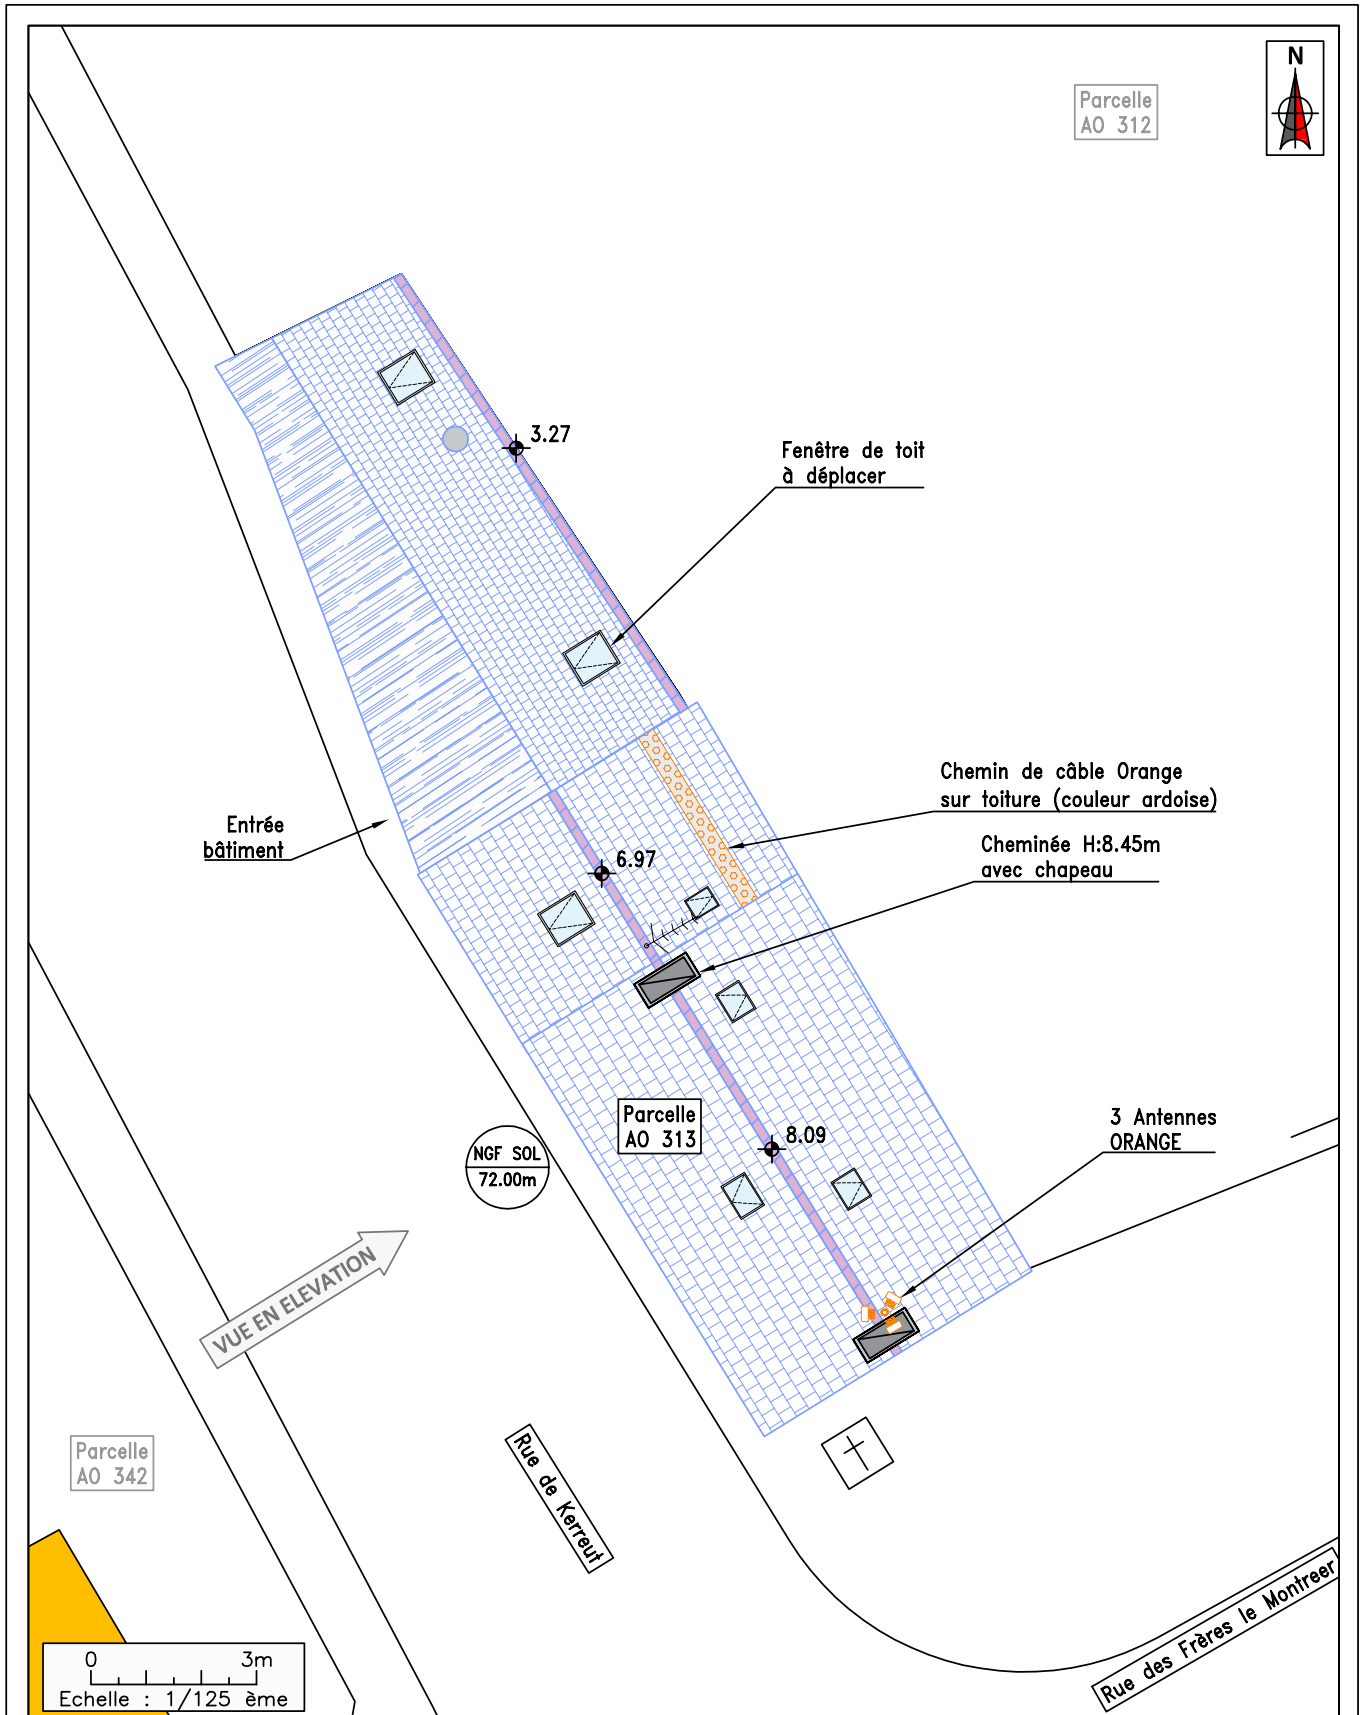 N
Parcelle
AO 312
3.27
Fenêtre de toit
à déplacer
Chemin de câble Orange
sur toiture (couleur ardoise)
Entrée
bâtiment
Cheminée H:8.45m
avec chapeau
6.97
Parcelle
AO 313
8.09
3 Antennes
ORANGE
NGF SOL
72.00m
VUE EN ELEVATION
Parcelle
AO 342
Rue de Kerreut
Rue des Frères le Montreer
0 3m
Echelle : 1/125 ème